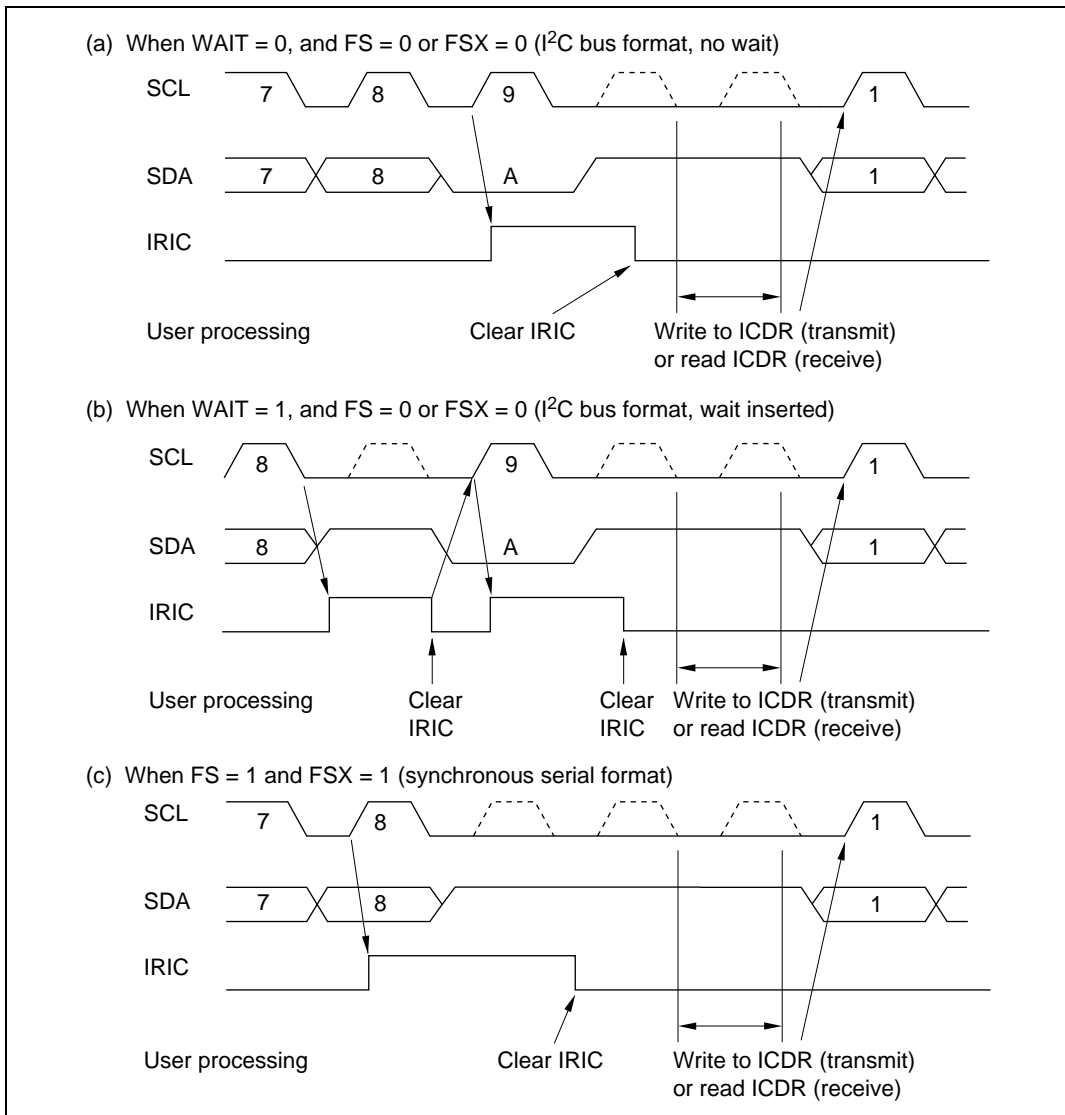 (a) When WAIT = 0, and FS = 0 or FSX = 0 (I²C bus format, no wait)
SCL
7
8
9
1
SDA
7
8
A
1
IRIC
User processing
Clear IRIC
Write to ICDR (transmit)
or read ICDR (receive)
(b) When WAIT = 1, and FS = 0 or FSX = 0 (I²C bus format, wait inserted)
SCL
8
9
1
SDA
8
A
1
IRIC
User processing
Clear
IRIC
Clear
IRIC
Write to ICDR (transmit)
or read ICDR (receive)
(c) When FS = 1 and FSX = 1 (synchronous serial format)
SCL
7
8
1
SDA
7
8
1
IRIC
User processing
Clear IRIC
Write to ICDR (transmit)
or read ICDR (receive)